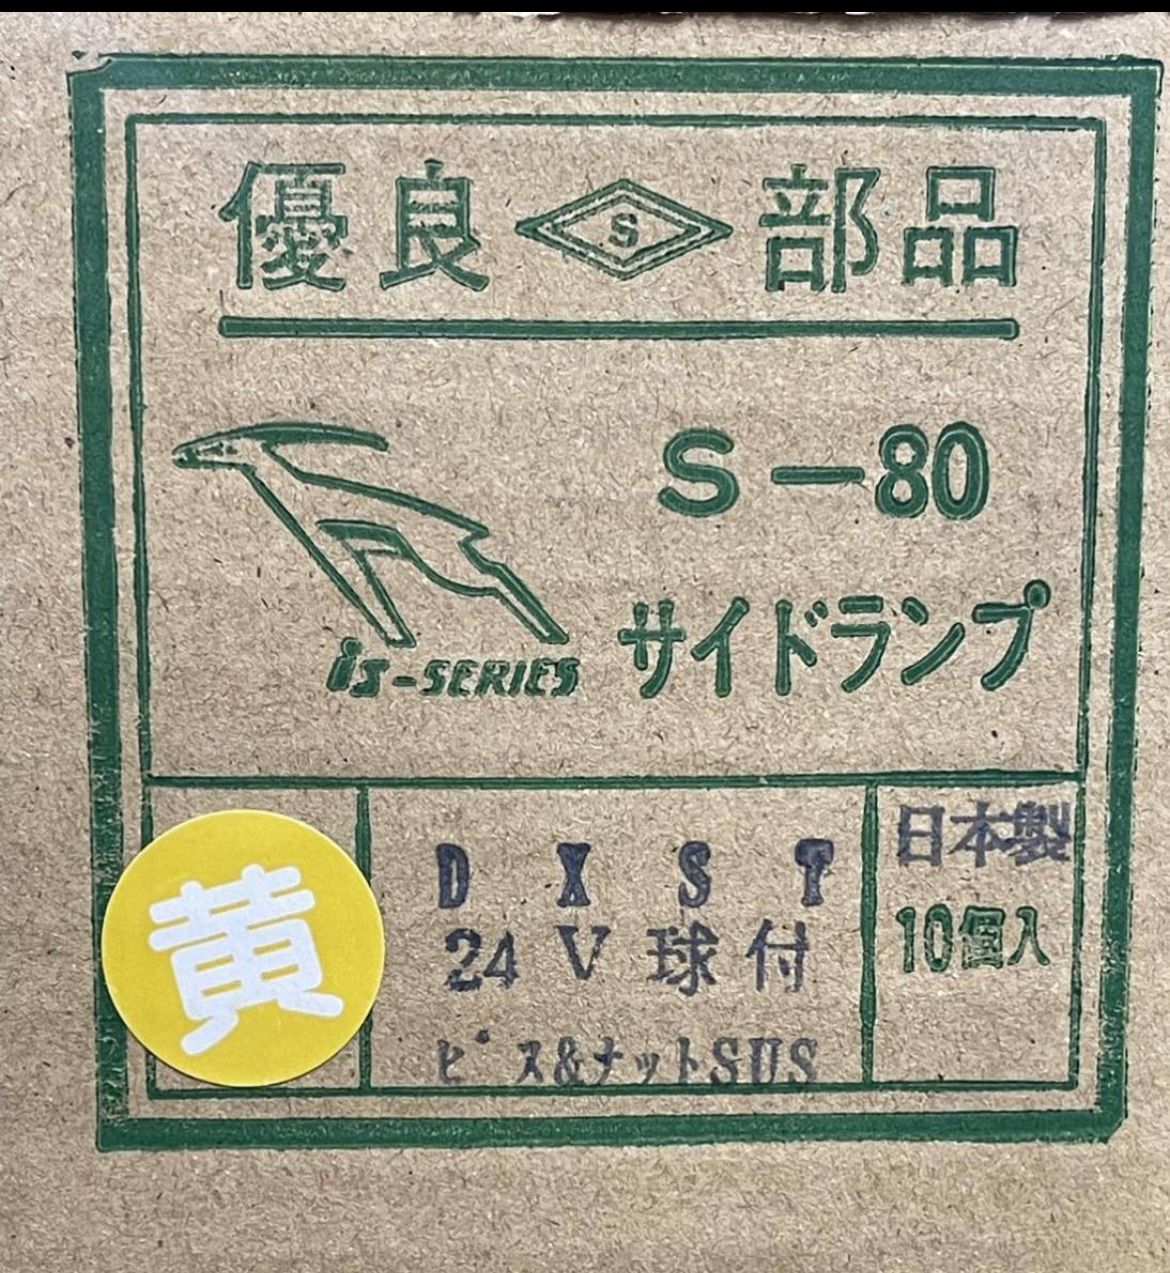 優良 S 部品
S-80
is-SERIES サイドランプ
黄
DXST
24V球付
ビス&ナットSUS
日本製
10個入